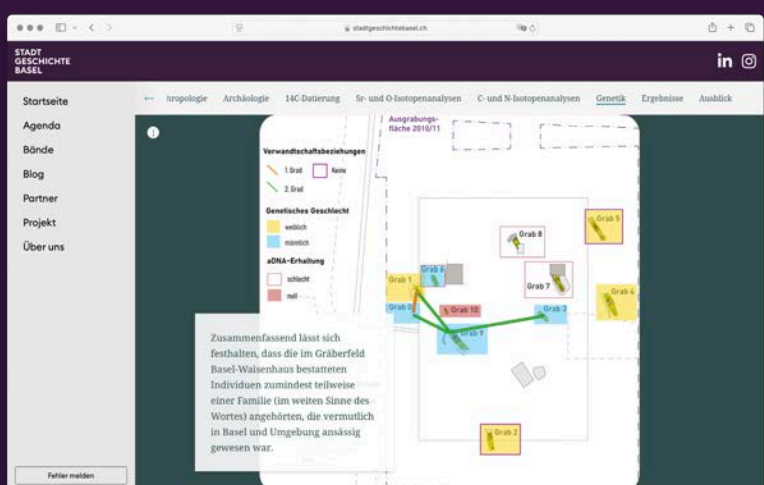 stadtgeschichtebasel.ch
STADT
GESCHICHTE
BASEL
in
Startseite
Agenda
Bände
Blog
Partner
Projekt
Über uns
Fehler melden
← hropologie Archäologie 14C-Datierung Sr- und O-Isotopenanalysen C- und N-Isotopenanalysen Genetik Ergebnisse Ausblick
Ausgrabungs-
fläche 2010/11
Verwandtschaftsbeziehungen
1. Grad Keine
2. Grad
Genetisches Geschlecht
weiblich
männlich
aDNA-Erhaltung
schlecht
null
Grab 5
Grab 8
Grab 6
Grab 1
Grab 7
Grab 4
Grab 10
Grab 3
Grab 9
Grab 2
Zusammenfassend lässt sich
festhalten, dass die im Gräberfeld
Basel-Waisenhaus bestatteten
Individuen zumindest teilweise
einer Familie (im weiten Sinne des
Wortes) angehörten, die vermutlich
in Basel und Umgebung ansässig
gewesen war.